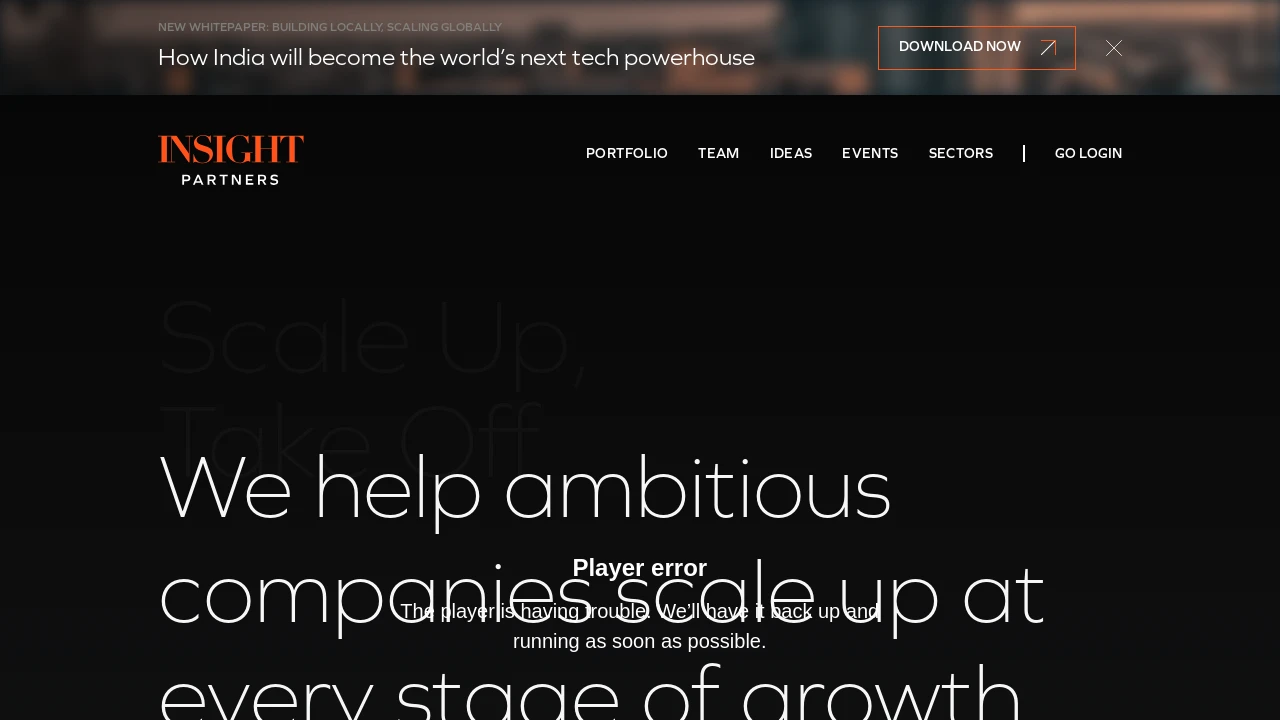 NEW WHITEPAPER: BUILDING LOCALLY, SCALING GLOBALLY
How India will become the world's next tech powerhouse
DOWNLOAD NOW
INSIGHT
PARTNERS
PORTFOLIO
TEAM
IDEAS
EVENTS
SECTORS
GO LOGIN
Scale Up,
Take Off
We help ambitious
companies scale up at
every stage of growth
Player error
The player is having trouble. We'll have it back up and
running as soon as possible.